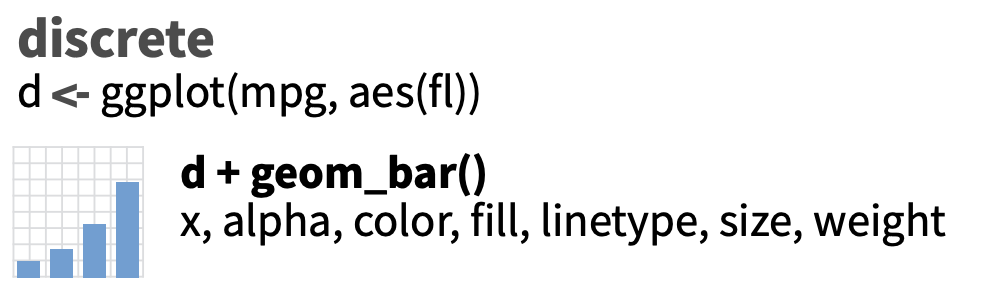 discrete
d <- ggplot(mpg, aes(fl))
d + geom_bar()
x, alpha, color, fill, linetype, size, weight